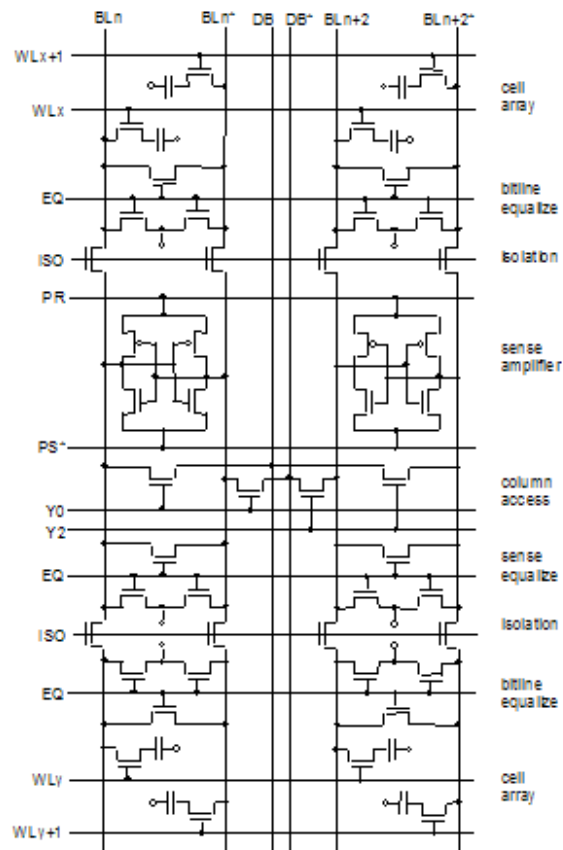 BLn BLn* DB DB* BLn+2 BLn+2*
WLx+1
cell
array
WLx
EQ
bitline
equalize
ISO
isolation
PR
sense
amplifier
PS*
column
access
Y0
Y2
sense
equalize
EQ
ISO
isolation
EQ
bitline
equalize
WLy
cell
array
WLy+1